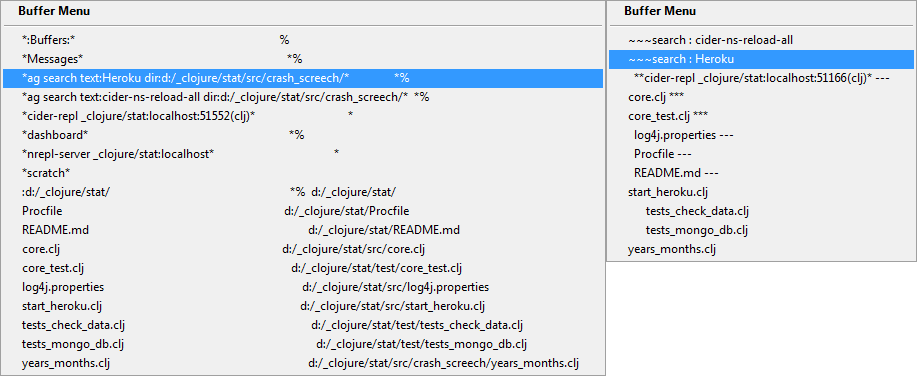 Buffer Menu
*:Buffers:* %
*Messages* *%
*ag search text:Heroku dir:d:/_clojure/stat/src/crash_screech/* *%
*ag search text:cider-ns-reload-all dir:d:/_clojure/stat/src/crash_screech/* *%
*cider-repl _clojure/stat:localhost:51552(clj)* *
*dashboard* *%
*nrepl-server _clojure/stat:localhost* *
*scratch*
:d:/_clojure/stat/ *% d:/_clojure/stat/
Procfile d:/_clojure/stat/Procfile
README.md d:/_clojure/stat/README.md
core.clj d:/_clojure/stat/src/core.clj
core_test.clj d:/_clojure/stat/test/core_test.clj
log4j.properties d:/_clojure/stat/src/log4j.properties
start_heroku.clj d:/_clojure/stat/src/start_heroku.clj
tests_check_data.clj d:/_clojure/stat/test/tests_check_data.clj
tests_mongo_db.clj d:/_clojure/stat/test/tests_mongo_db.clj
years_months.clj d:/_clojure/stat/src/crash_screech/years_months.clj
Buffer Menu
~~~search : cider-ns-reload-all
~~~search : Heroku
**cider-repl _clojure/stat:localhost:51166(clj)* ---
core.clj ***
core_test.clj ***
log4j.properties ---
Procfile ---
README.md ---
start_heroku.clj
tests_check_data.clj
tests_mongo_db.clj
years_months.clj